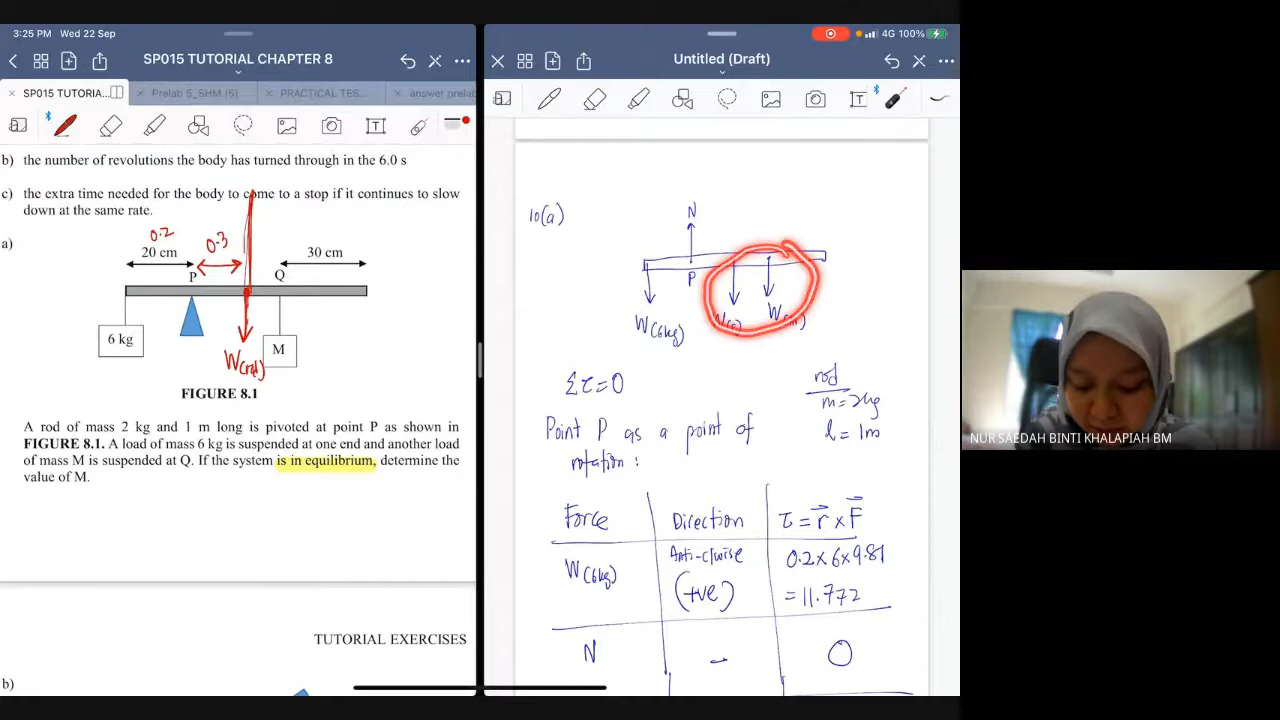 3:25 PM Wed 22 Sep
SP015 TUTORIAL CHAPTER 8
SP015 TUTORIA...
Prelab 5_SHM (5)
PRACTICAL TES...
answer prelab
b) the number of revolutions the body has turned through in the 6.0 s
c) the extra time needed for the body to come to a stop if it continues to slow
down at the same rate.
a)
0.2
0.3
20 cm
30 cm
P
Q
6 kg
M
W(rod)
FIGURE 8.1
A rod of mass 2 kg and 1 m long is pivoted at point P as shown in
FIGURE 8.1. A load of mass 6 kg is suspended at one end and another load
of mass M is suspended at Q. If the system is in equilibrium, determine the
value of M.
TUTORIAL EXERCISES
b)
4G 100%
Untitled (Draft)
10(a)
N
P
W(6kg)
Στ=0
rod
m=2kg
l=1m
Point P as a point of
rotation:
Force Direction τ=r×F
W(6kg) Anti-c/wise 0.2×6×9.81
(+ve) =11.772
N - 0
NUR SAEDAH BINTI KHALAPIAH BM